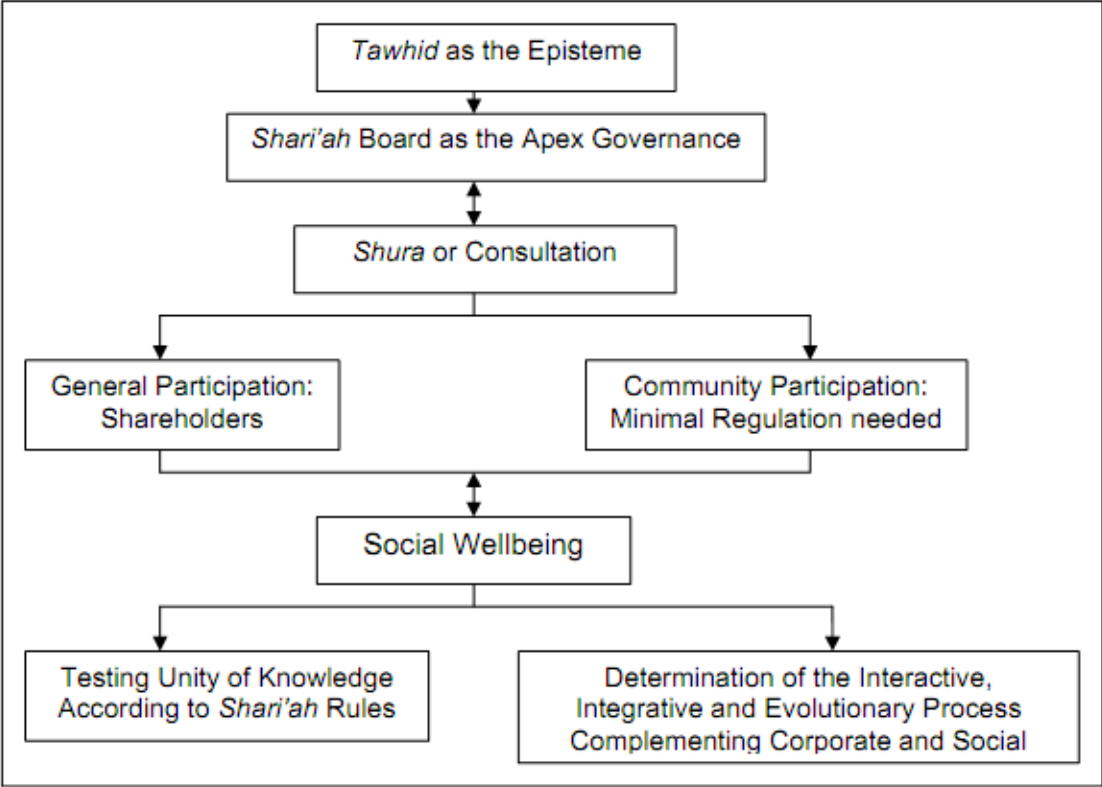 Tawhid as the Episteme
Shari'ah Board as the Apex Governance
Shura or Consultation
General Participation:
Shareholders
Community Participation:
Minimal Regulation needed
Social Wellbeing
Testing Unity of Knowledge
According to Shari'ah Rules
Determination of the Interactive,
Integrative and Evolutionary Process
Complementing Corporate and Social